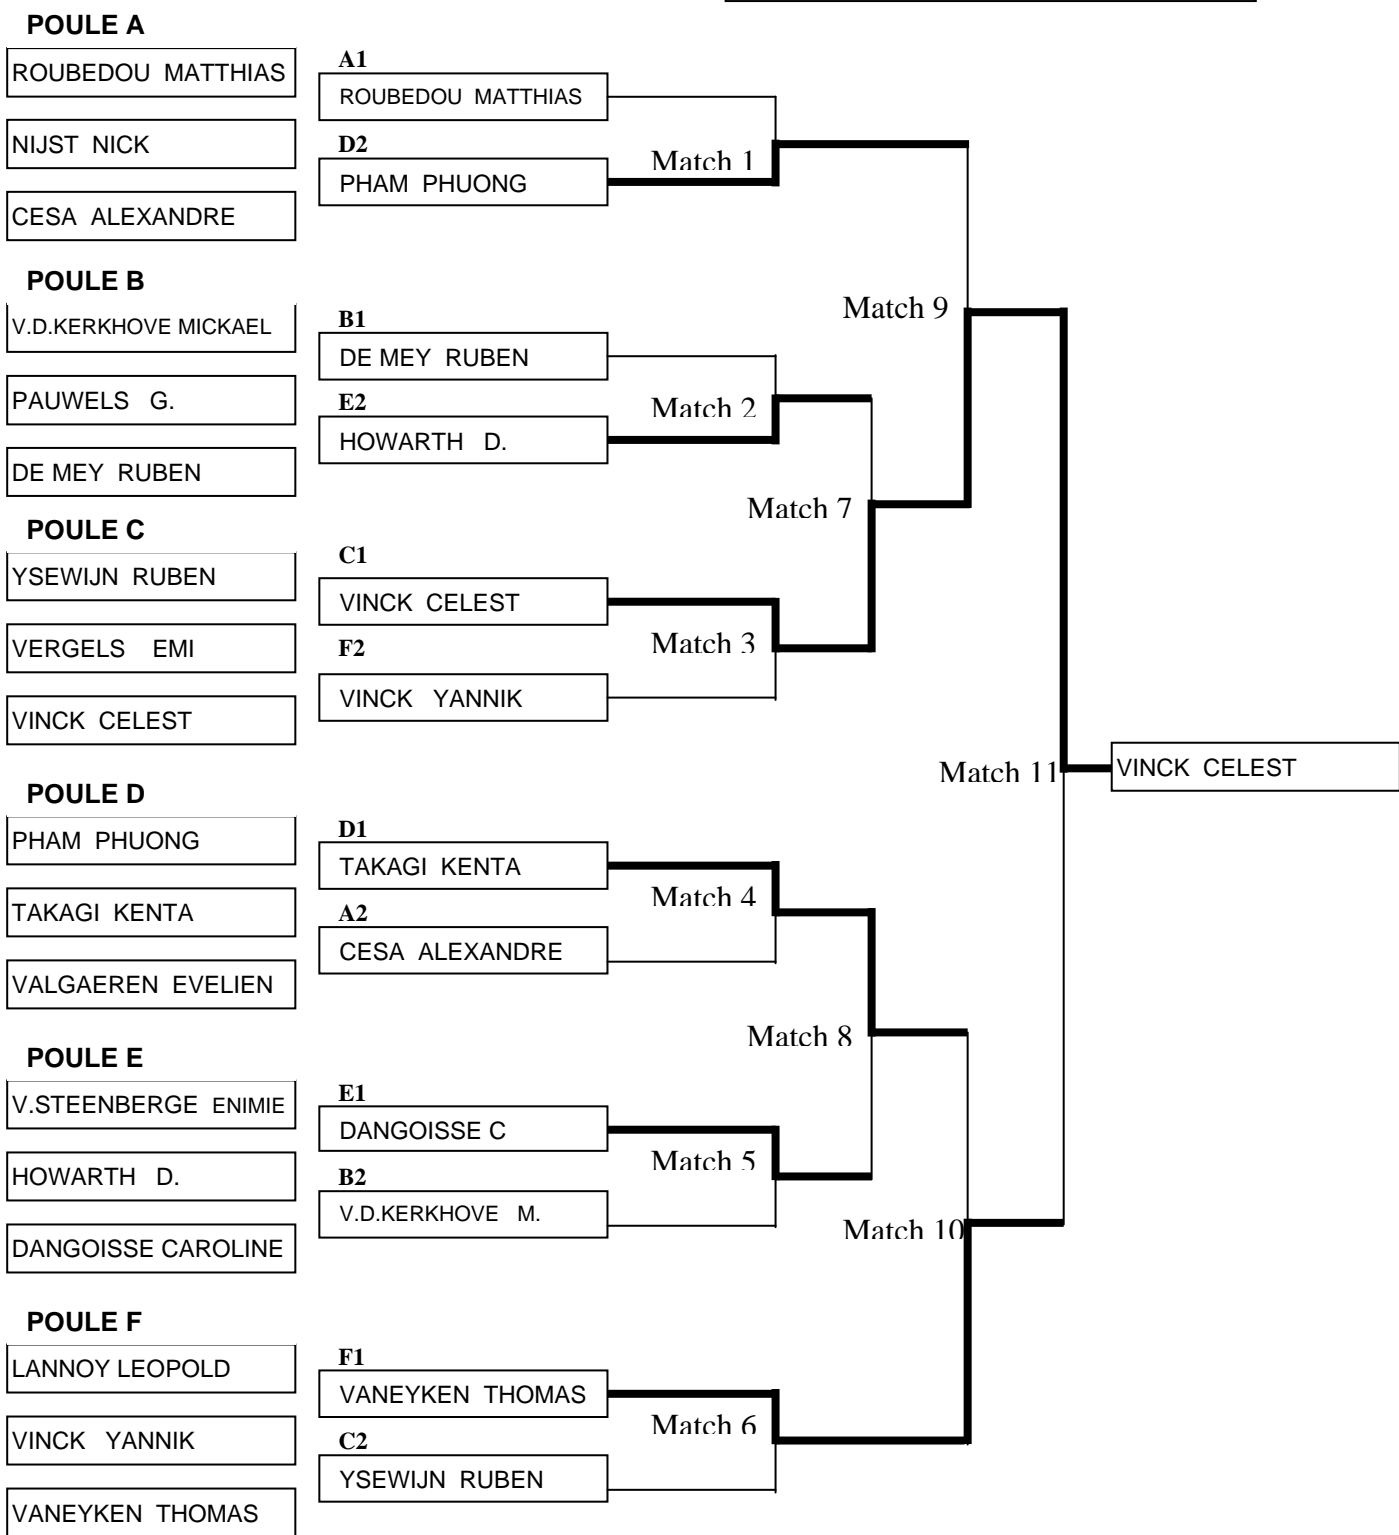 POULE A
ROUBEDOU MATTHIAS
NIJST NICK
CESA ALEXANDRE
POULE B
V.D.KERKHOVE MICKAEL
PAUWELS G.
DE MEY RUBEN
POULE C
YSEWIJN RUBEN
VERGELS EMI
VINCK CELEST
POULE D
PHAM PHUONG
TAKAGI KENTA
VALGAEREN EVELIEN
POULE E
V.STEENBERGE ENIMIE
HOWARTH D.
DANGOISSE CAROLINE
POULE F
LANNOY LEOPOLD
VINCK YANNIK
VANEYKEN THOMAS
A1
ROUBEDOU MATTHIAS
D2
PHAM PHUONG
Match 1
B1
DE MEY RUBEN
E2
HOWARTH D.
Match 2
C1
VINCK CELEST
F2
VINCK YANNIK
Match 3
D1
TAKAGI KENTA
A2
CESA ALEXANDRE
Match 4
E1
DANGOISSE C
B2
V.D.KERKHOVE M.
Match 5
F1
VANEYKEN THOMAS
C2
YSEWIJN RUBEN
Match 6
Match 7
Match 8
Match 9
Match 10
Match 11
VINCK CELEST